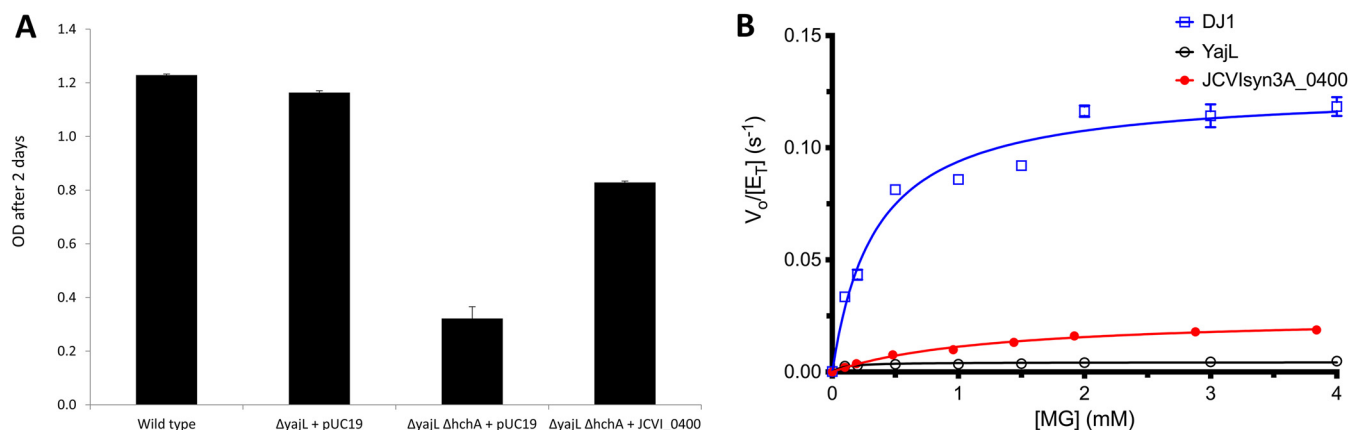 A
OD after 2 days
1.4
1.2
1.0
0.8
0.6
0.4
0.2
0.0
Wild type
ΔyajL + pUC19
ΔyajL ΔhchA + pUC19
ΔyajL ΔhchA + JCVI_0400
B
DJ1
YajL
JCVIsyn3A_0400
V₀/[E_T] (s⁻¹)
0.15
0.10
0.05
0.00
0
1
2
3
4
[MG] (mM)